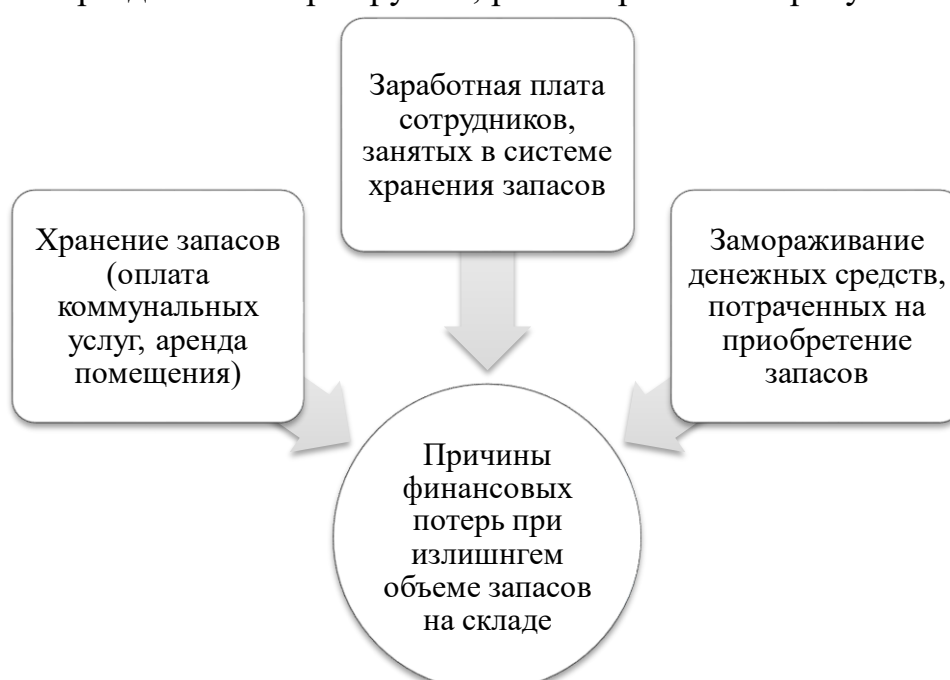 Заработная плата
сотрудников,
занятых в системе
хранения запасов
Хранение запасов
(оплата
коммунальных
услуг, аренда
помещения)
Замораживание
денежных средств,
потраченных на
приобретение
запасов
Причины
финансовых
потерь при
излишнгем
объеме запасов
на складе